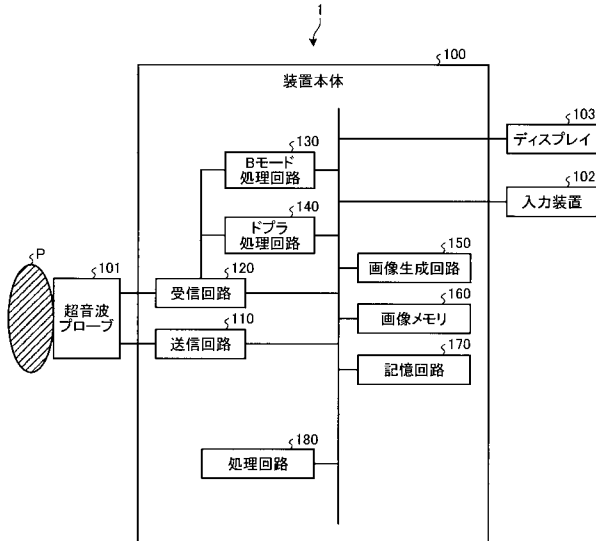 1
100
装置本体
103
ディスプレイ
130
Bモード
処理回路
102
入力装置
140
ドプラ
処理回路
P
101
超音波
プローブ
120
受信回路
150
画像生成回路
110
送信回路
160
画像メモリ
170
記憶回路
180
処理回路